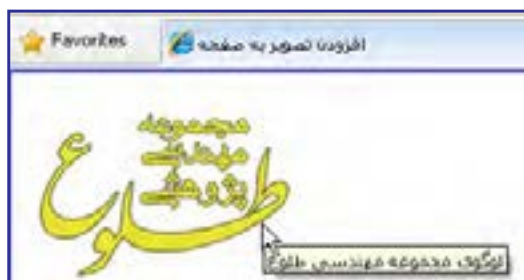 Favorites
افزودن تصویر به صفحه
مجموعه
مهندسی
پژوهشی
طلوع
لوگوی مجموعه مهندسی طلوع